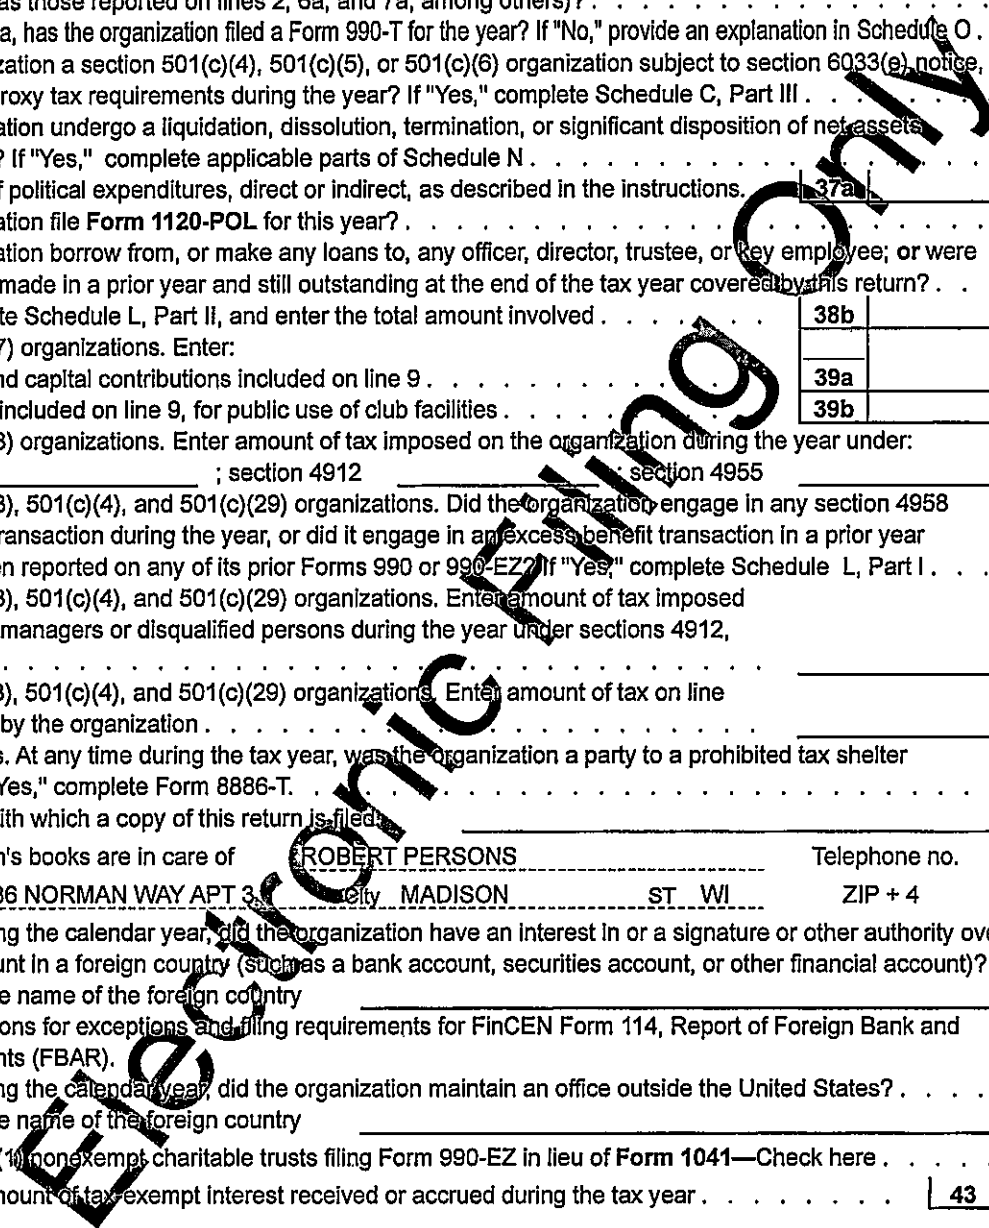 as those reported on lines 2, 6a, and 7a, among others)? . . . . . . . . . . . . . . . . .
a, has the organization filed a Form 990-T for the year? If "No," provide an explanation in Schedule O .
zation a section 501(c)(4), 501(c)(5), or 501(c)(6) organization subject to section 6033(e) notice,
roxy tax requirements during the year? If "Yes," complete Schedule C, Part III . . . . . . .
ation undergo a liquidation, dissolution, termination, or significant disposition of net assets
? If "Yes," complete applicable parts of Schedule N . . . . . . . . . . . . . . . . . .
f political expenditures, direct or indirect, as described in the instructions. 37a
ation file Form 1120-POL for this year? . . . . . . . . . . . . . . . . . . . . . . . .
ation borrow from, or make any loans to, any officer, director, trustee, or key employee; or were
made in a prior year and still outstanding at the end of the tax year covered by this return? . .
te Schedule L, Part II, and enter the total amount involved . . . . . . . 38b
7) organizations. Enter:
nd capital contributions included on line 9 . . . . . . . . . . . . . 39a
included on line 9, for public use of club facilities . . . . . . . . . . 39b
3) organizations. Enter amount of tax imposed on the organization during the year under:
; section 4912 ; section 4955
3), 501(c)(4), and 501(c)(29) organizations. Did the organization engage in any section 4958
transaction during the year, or did it engage in an excess benefit transaction in a prior year
en reported on any of its prior Forms 990 or 990-EZ? If "Yes," complete Schedule L, Part I . . .
3), 501(c)(4), and 501(c)(29) organizations. Enter amount of tax imposed
managers or disqualified persons during the year under sections 4912,
. . . . . . . . . . . . . . . . . . . . . . . . . . . . .
3), 501(c)(4), and 501(c)(29) organizations. Enter amount of tax on line
by the organization . . . . . . . . . . . . . . . . . . . . . .
s. At any time during the tax year, was the organization a party to a prohibited tax shelter
Yes," complete Form 8886-T. . . . . . . . . . . . . . . . . . . . . . . . . . . . .
ith which a copy of this return is filed
n's books are in care of ROBERT PERSONS Telephone no.
36 NORMAN WAY APT 3 City MADISON ST WI ZIP + 4
ng the calendar year, did the organization have an interest in or a signature or other authority ove
unt in a foreign country (such as a bank account, securities account, or other financial account)?
e name of the foreign country
ons for exceptions and filing requirements for FinCEN Form 114, Report of Foreign Bank and
nts (FBAR).
ng the calendar year, did the organization maintain an office outside the United States? . . . .
e name of the foreign country
(1) nonexempt charitable trusts filing Form 990-EZ in lieu of Form 1041—Check here . . . . .
mount of tax-exempt interest received or accrued during the tax year . . . . . . . . 43
Electronic Filing Only